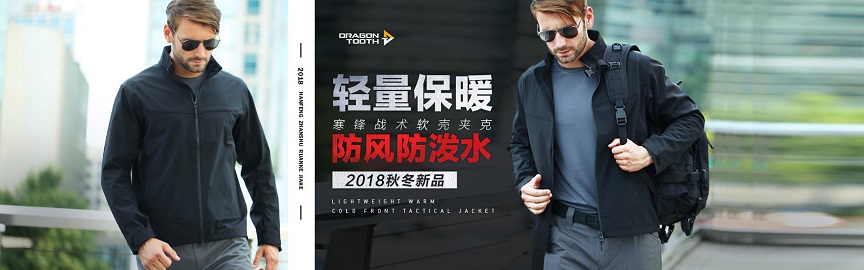 2018 HANFENG ZHANSHU RUANKE JIAKE
DRAGON
TOOTH
轻量保暖
寒锋战术软壳夹克
防风防泼水
2018秋冬新品
LIGHTWEIGHT WARM
COLD FRONT TACTICAL JACKET